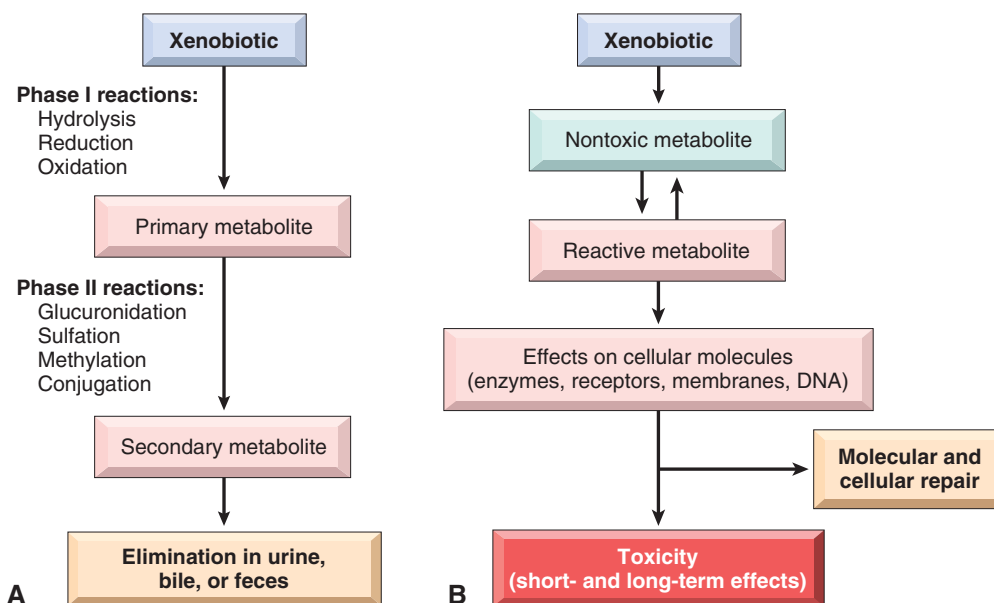 Xenobiotic
Phase I reactions:
Hydrolysis
Reduction
Oxidation
Primary metabolite
Phase II reactions:
Glucuronidation
Sulfation
Methylation
Conjugation
Secondary metabolite
Elimination in urine,
bile, or feces
A
Xenobiotic
Nontoxic metabolite
Reactive metabolite
Effects on cellular molecules
(enzymes, receptors, membranes, DNA)
Molecular and
cellular repair
Toxicity
(short- and long-term effects)
B